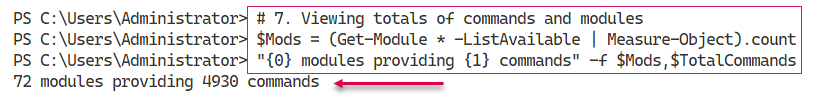 PS C:\Users\Administrator> # 7. Viewing totals of commands and modules
PS C:\Users\Administrator> $Mods = (Get-Module * -ListAvailable | Measure-Object).count
PS C:\Users\Administrator> "{0} modules providing {1} commands" -f $Mods,$TotalCommands
72 modules providing 4930 commands